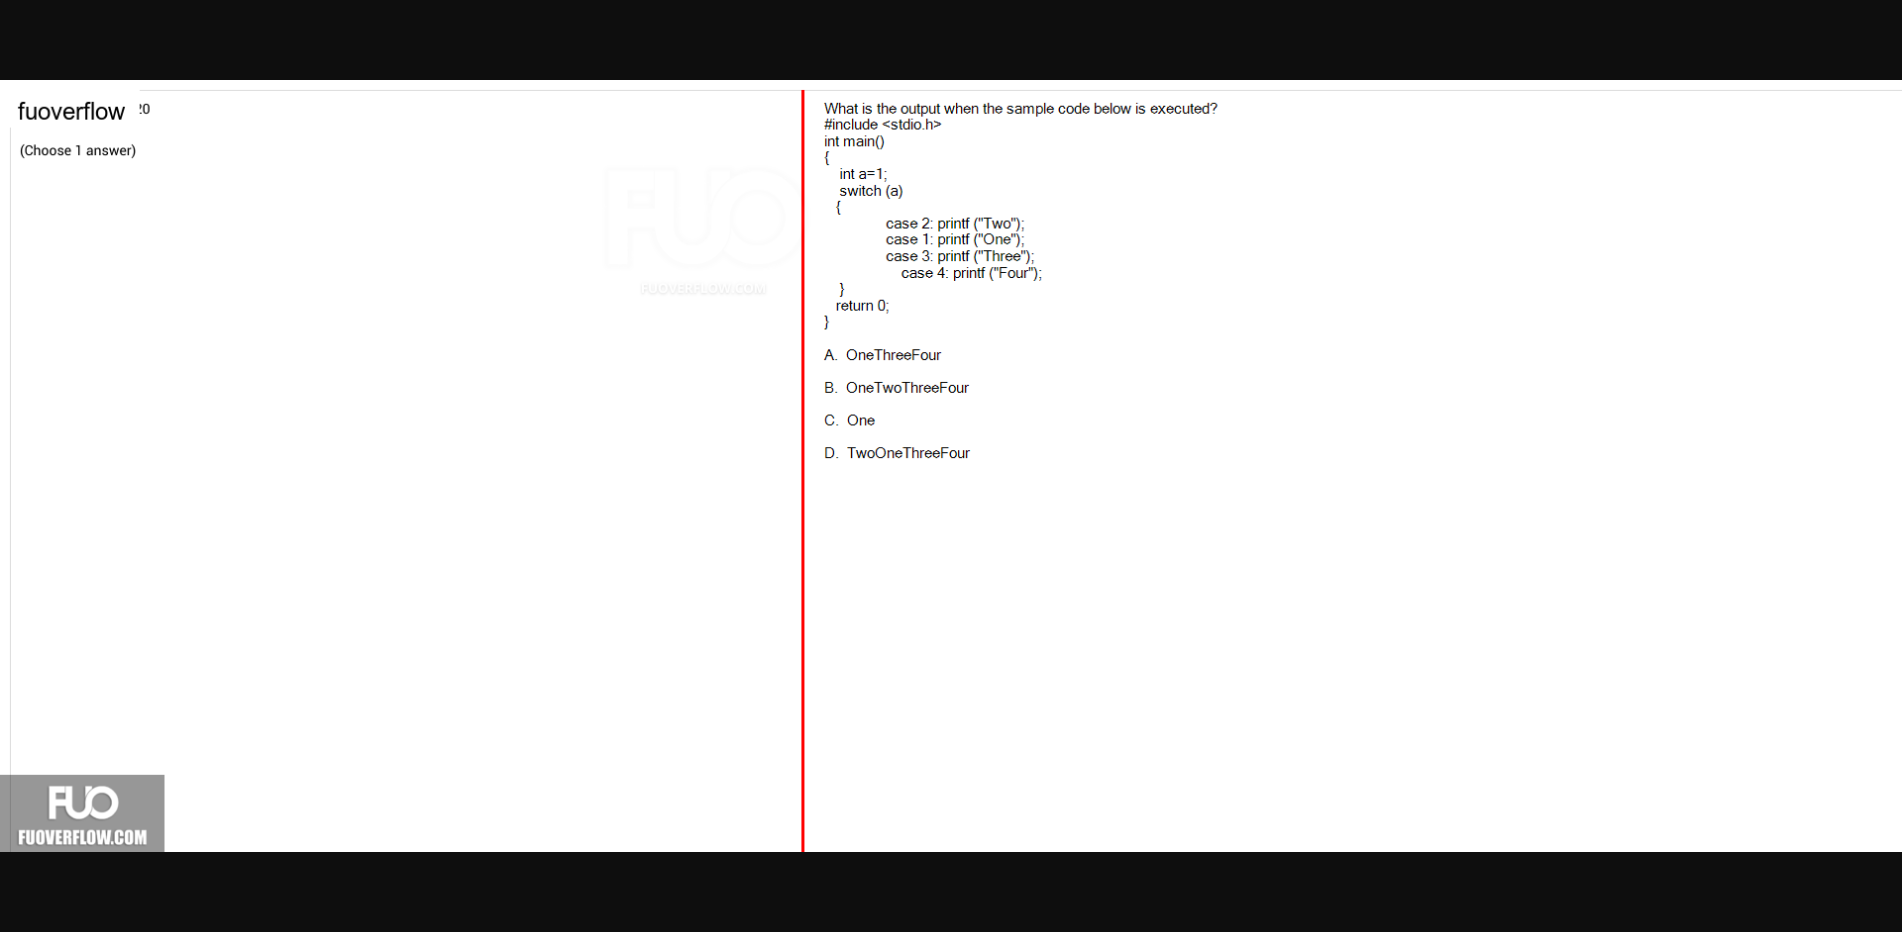 fuoverflow
20
(Choose 1 answer)
FUO
FUOVERFLOW.COM
What is the output when the sample code below is executed?
#include <stdio.h>
int main()
{
int a=1;
switch (a)
{
case 2: printf ("Two");
case 1: printf ("One");
case 3: printf ("Three");
case 4: printf ("Four");
}
return 0;
}
A. OneThreeFour
B. OneTwoThreeFour
C. One
D. TwoOneThreeFour
FUO
FUOVERFLOW.COM